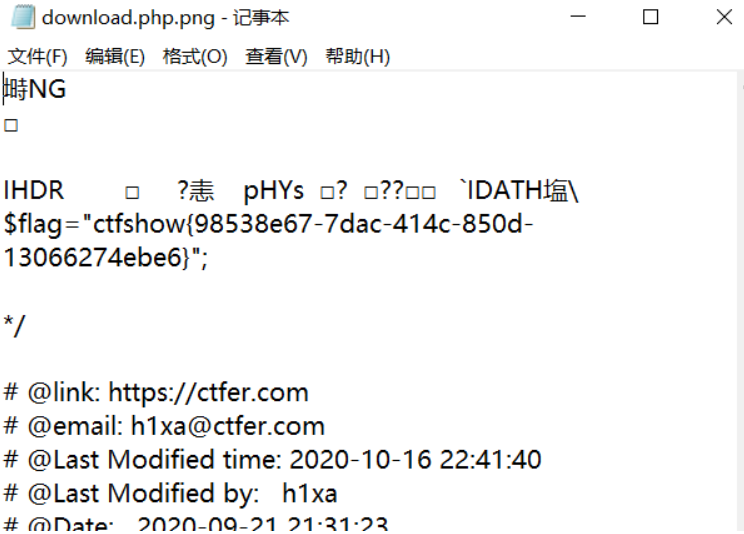 download.php.png - 记事本
文件(F) 编辑(E) 格式(O) 查看(V) 帮助(H)
塒NG
□
IHDR □ ?恚 pHYs □? □??□□ `IDATH塩\
$flag="ctfshow{98538e67-7dac-414c-850d-
13066274ebe6}";
*/
# @link: https://ctfer.com
# @email: h1xa@ctfer.com
# @Last Modified time: 2020-10-16 22:41:40
# @Last Modified by: h1xa
# @Date: 2020-09-21 21:31:23